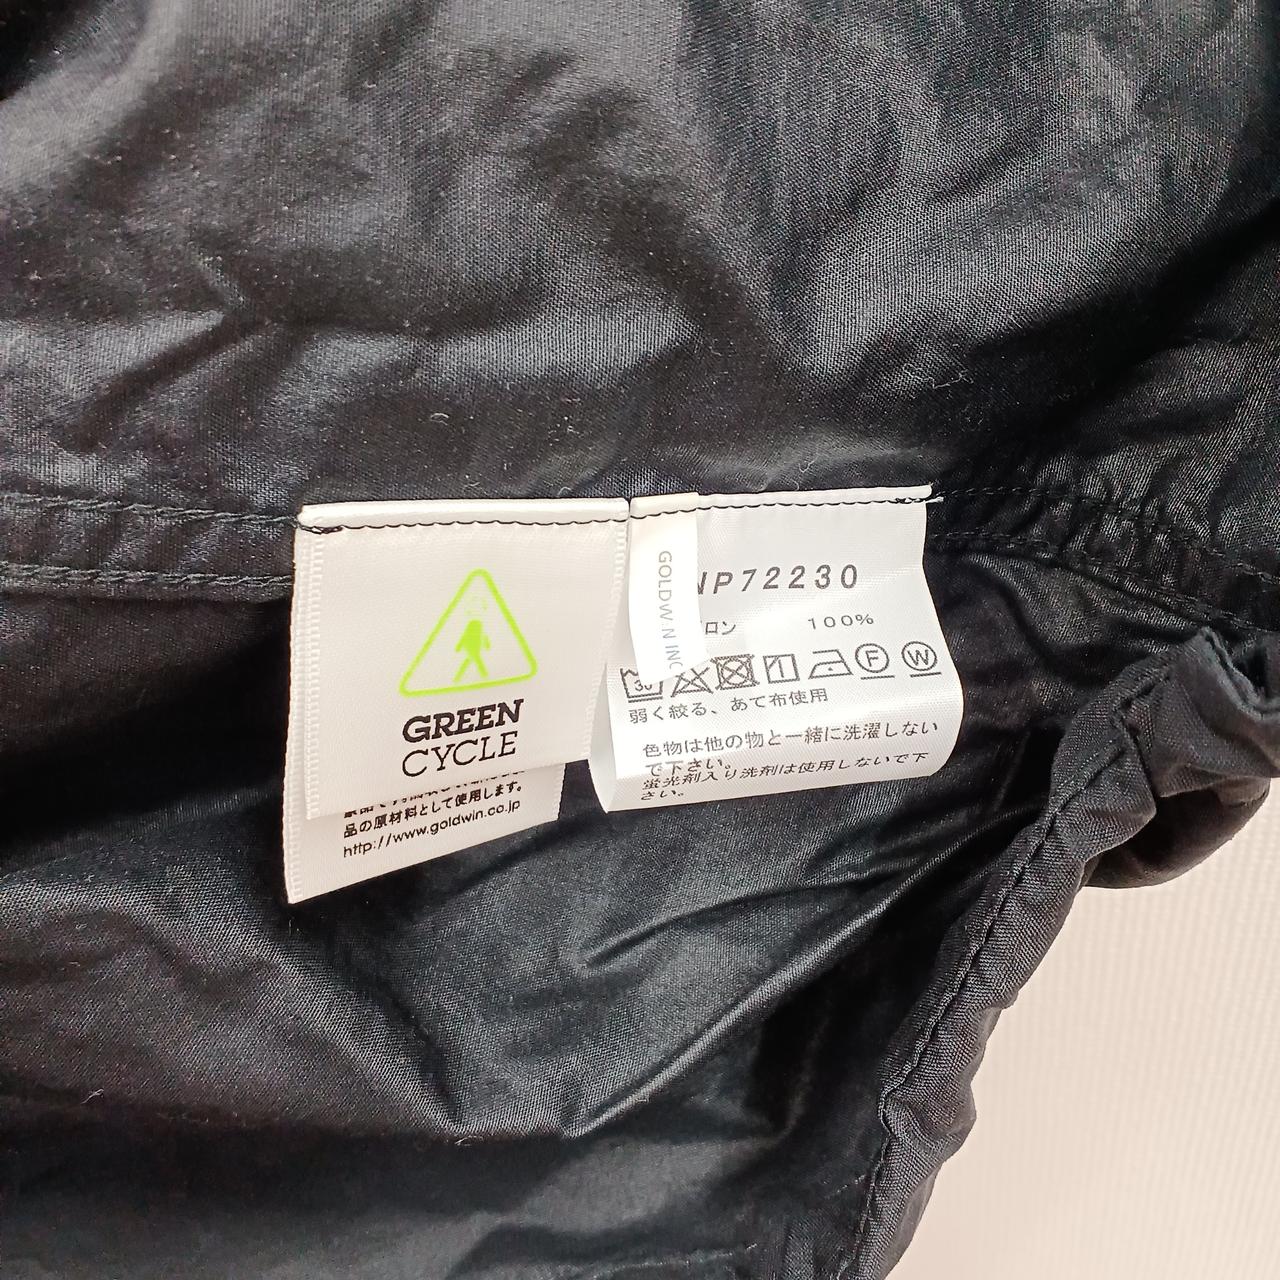 GREEN
CYCLE
品の原材料として使用します。
http://www.goldwin.co.jp
GOLDWIN INC
NP72230
ロン 100%
30
F
W
弱く絞る、あて布使用
色物は他の物と一緒に洗濯しない
で下さい。
蛍光剤入り洗剤は使用しないで下
さい。